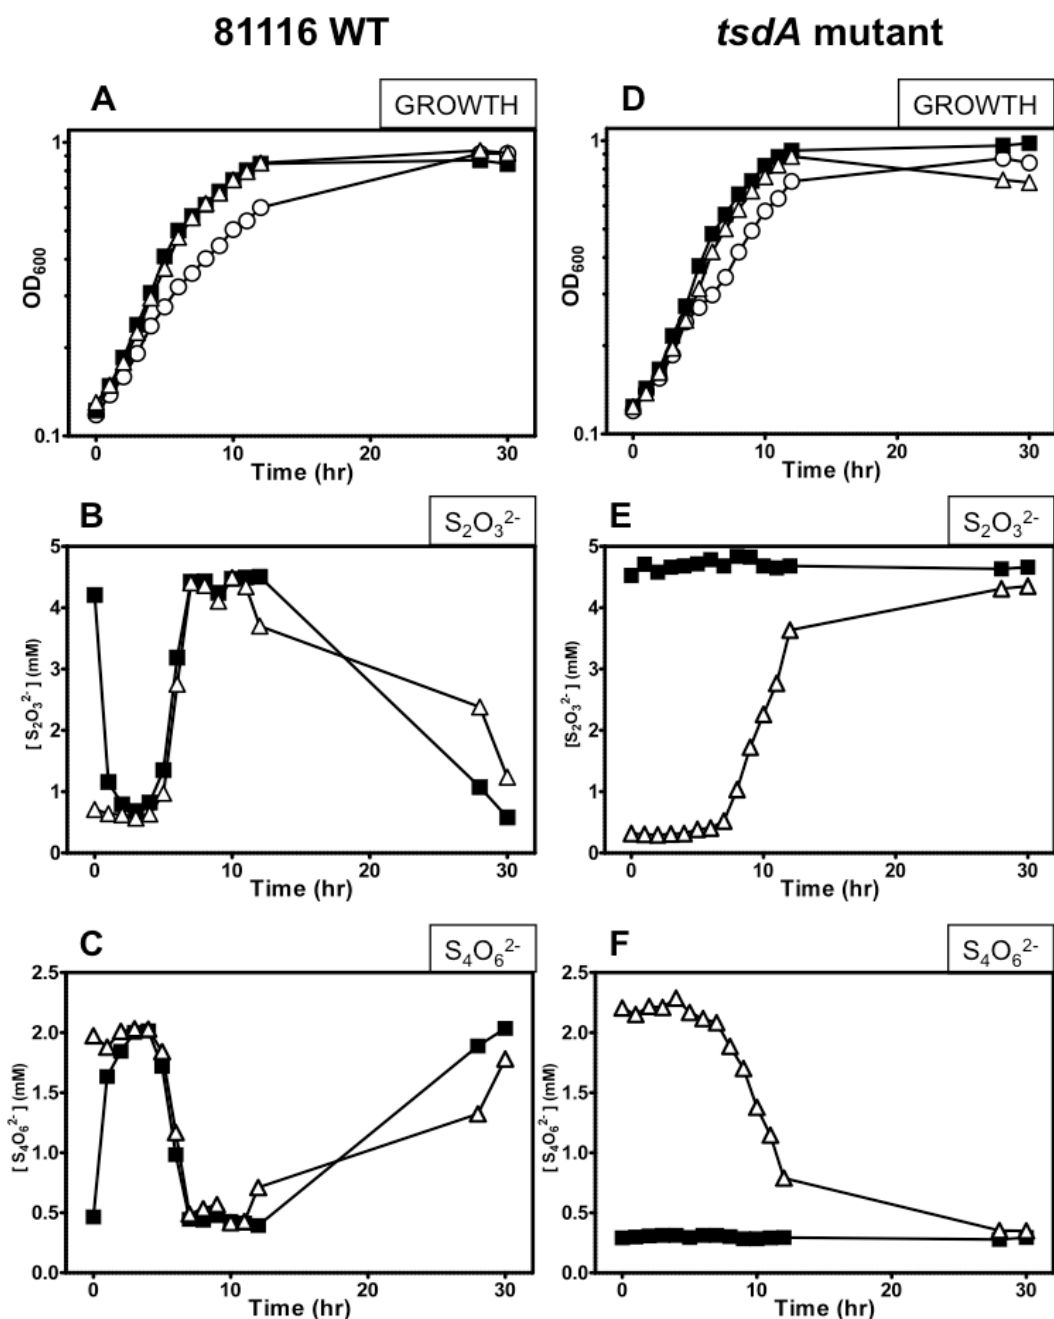 81116 WT
tsdA mutant
A
GROWTH
1
OD₆₀₀
0.1
0 10 20 30
Time (hr)
D
GROWTH
1
OD₆₀₀
0.1
0 10 20 30
Time (hr)
B
S₂O₃²⁻
5
4
3
2
1
0
[ S₂O₃²⁻ ] (mM)
0 10 20 30
Time (hr)
E
S₂O₃²⁻
5
4
3
2
1
0
[S₂O₃²⁻ ] (mM)
0 10 20 30
Time (hr)
C
S₄O₆²⁻
2.5
2.0
1.5
1.0
0.5
0.0
[ S₄O₆²⁻ ] (mM)
0 10 20 30
Time (hr)
F
S₄O₆²⁻
2.5
2.0
1.5
1.0
0.5
0.0
[ S₄O₆²⁻ ] (mM)
0 10 20 30
Time (hr)